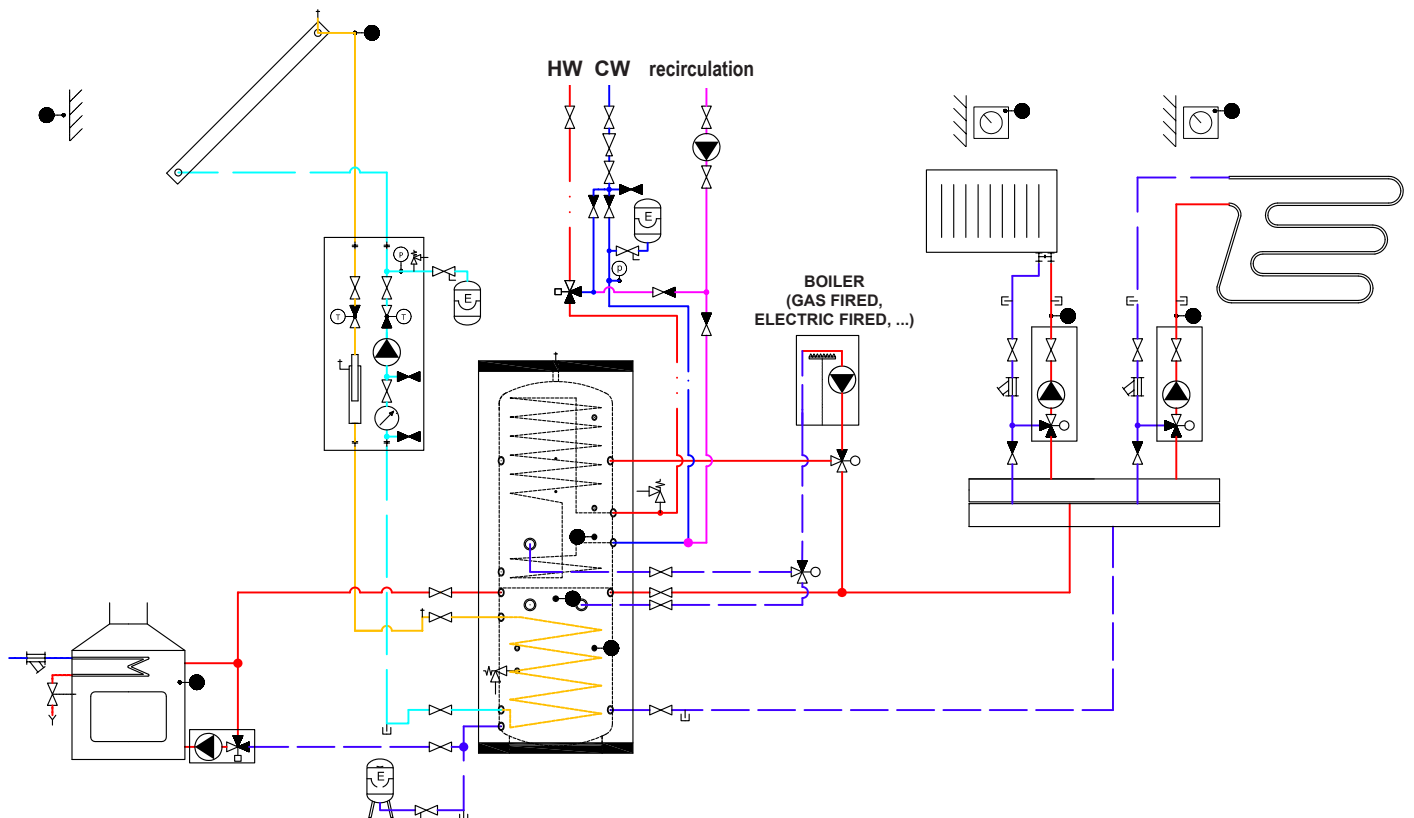 HW CW recirculation
E
P
E
p
T T
BOILER
(GAS FIRED,
ELECTRIC FIRED, ...)
E